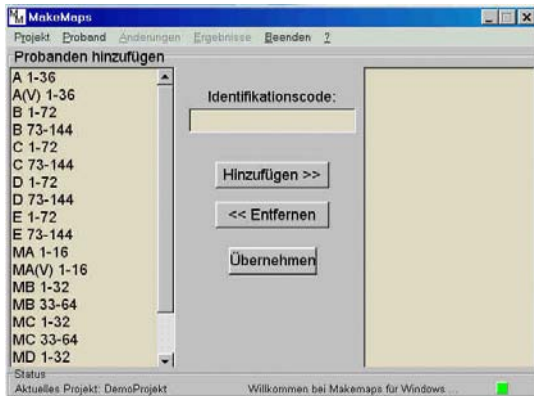 MakeMaps
Projekt Proband Änderungen Ergebnisse Beenden ?
Probanden hinzufügen
A 1-36
A(V) 1-36
B 1-72
B 73-144
C 1-72
C 73-144
D 1-72
D 73-144
E 1-72
E 73-144
MA 1-16
MA(V) 1-16
MB 1-32
MB 33-64
MC 1-32
MC 33-64
MD 1-32
Identifikationscode:
Hinzufügen >>
<< Entfernen
Übernehmen
Status
Aktuelles Projekt: DemoProjekt Willkommen bei Makemaps für Windows ...